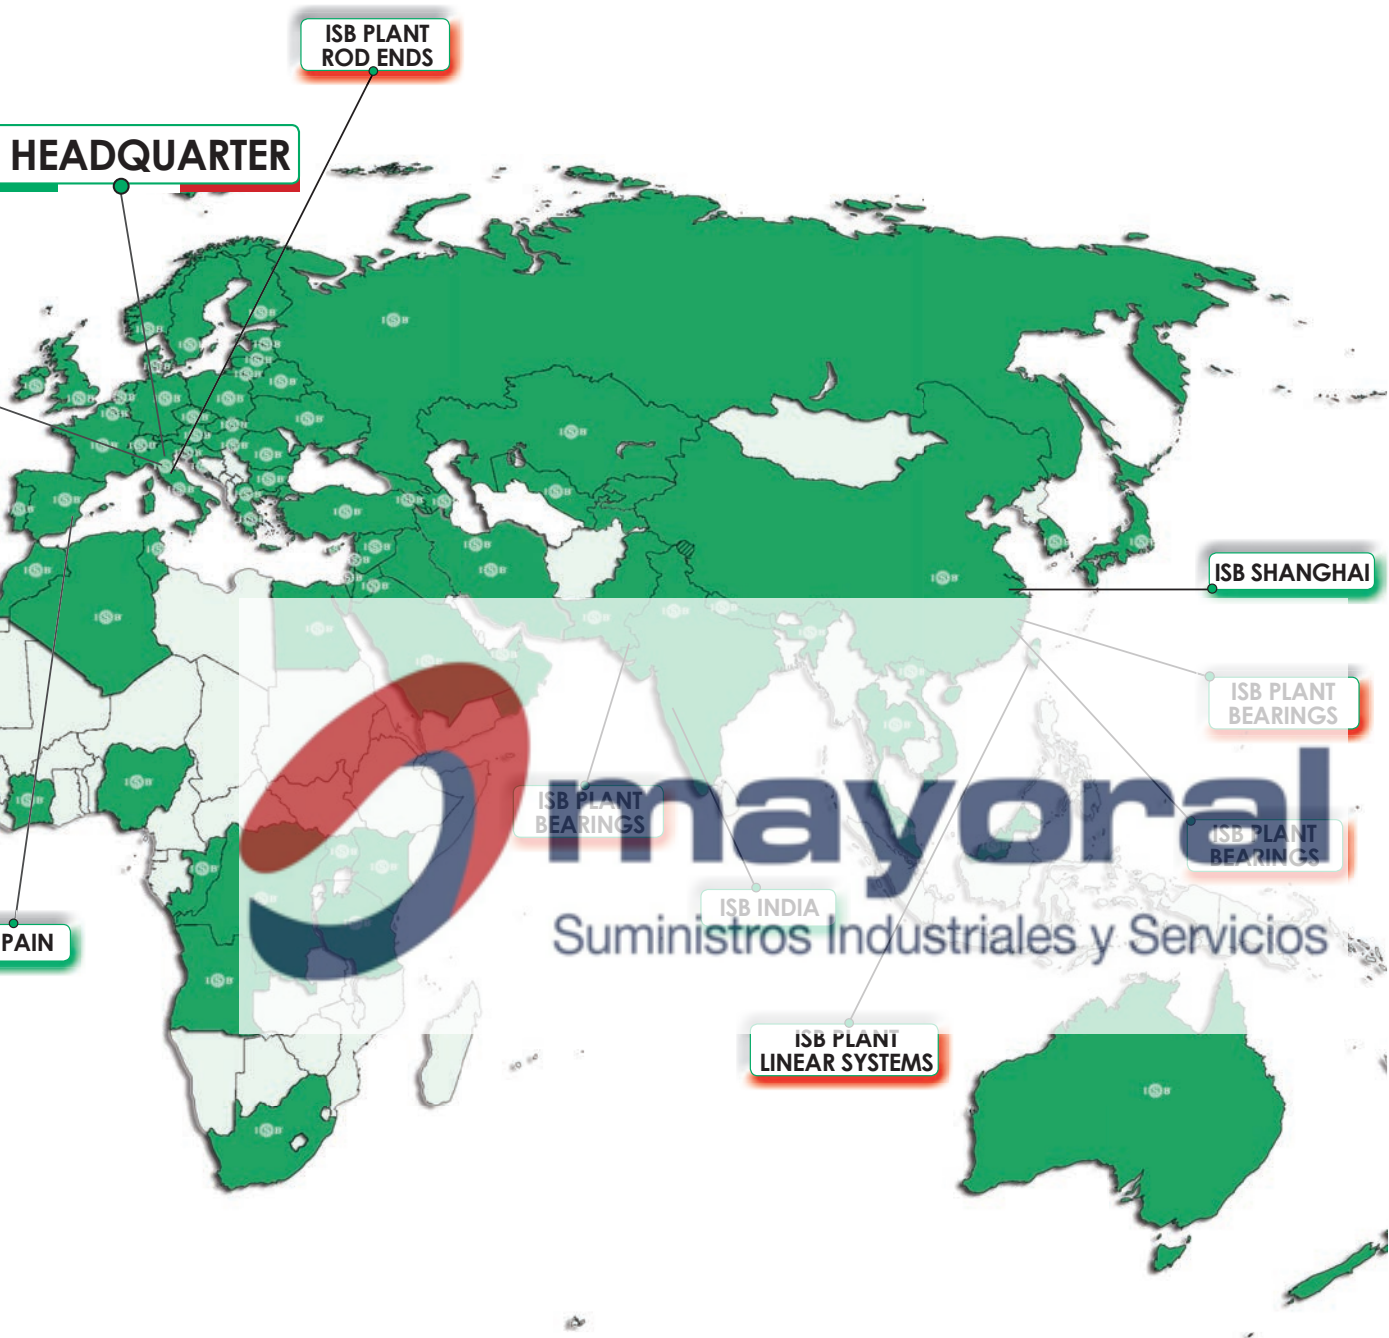 ISB PLANT
ROD ENDS
HEADQUARTER
ISB SHANGHAI
ISB PLANT
BEARINGS
ISB PLANT
BEARINGS
mayoral
ISB PLANT
BEARINGS
ISB INDIA
Suministros Industriales y Servicios
PAIN
ISB PLANT
LINEAR SYSTEMS